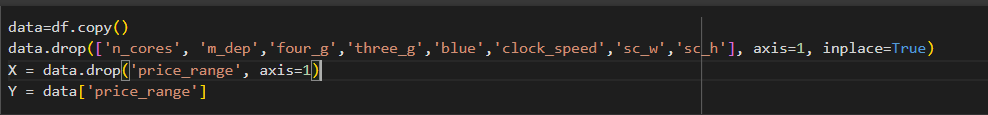 data=df.copy()
data.drop(['n_cores', 'm_dep','four_g','three_g','blue','clock_speed','sc_w','sc_h'], axis=1, inplace=True)
X = data.drop('price_range', axis=1)
Y = data['price_range']